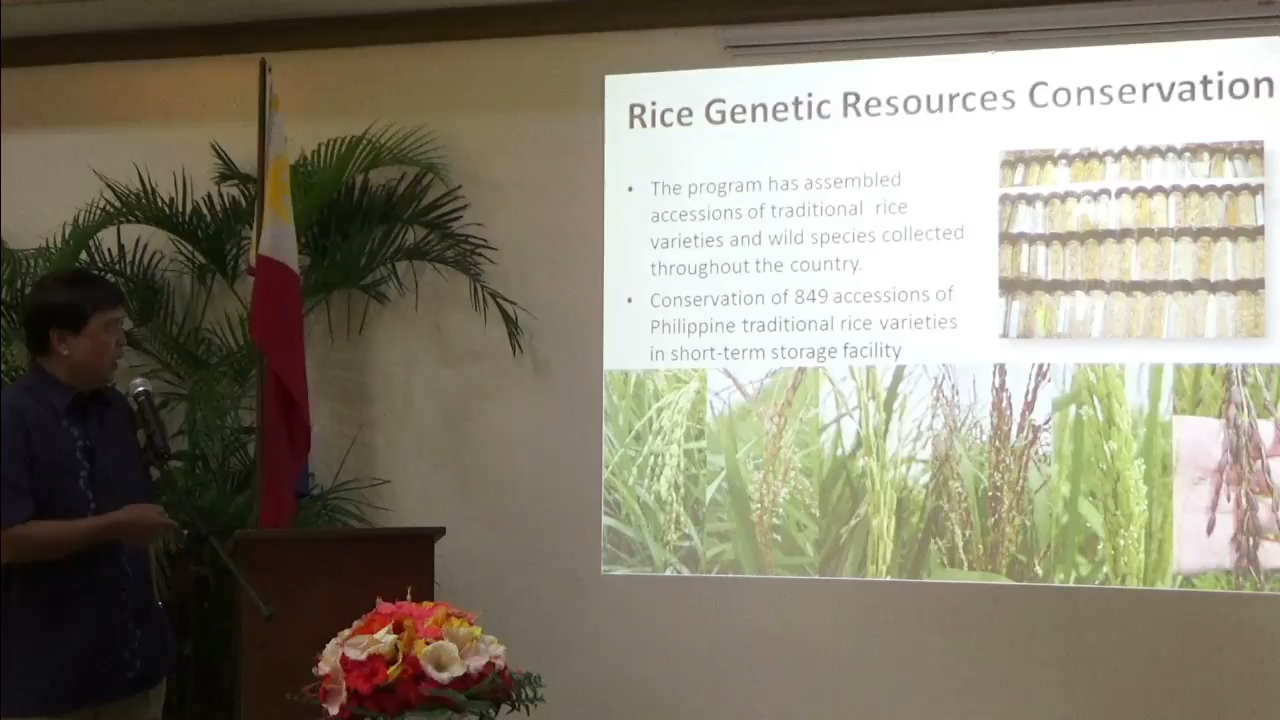 Rice Genetic Resources Conservation
• The program has assembled
accessions of traditional rice
varieties and wild species collected
throughout the country.
• Conservation of 849 accessions of
Philippine traditional rice varieties
in short-term storage facility